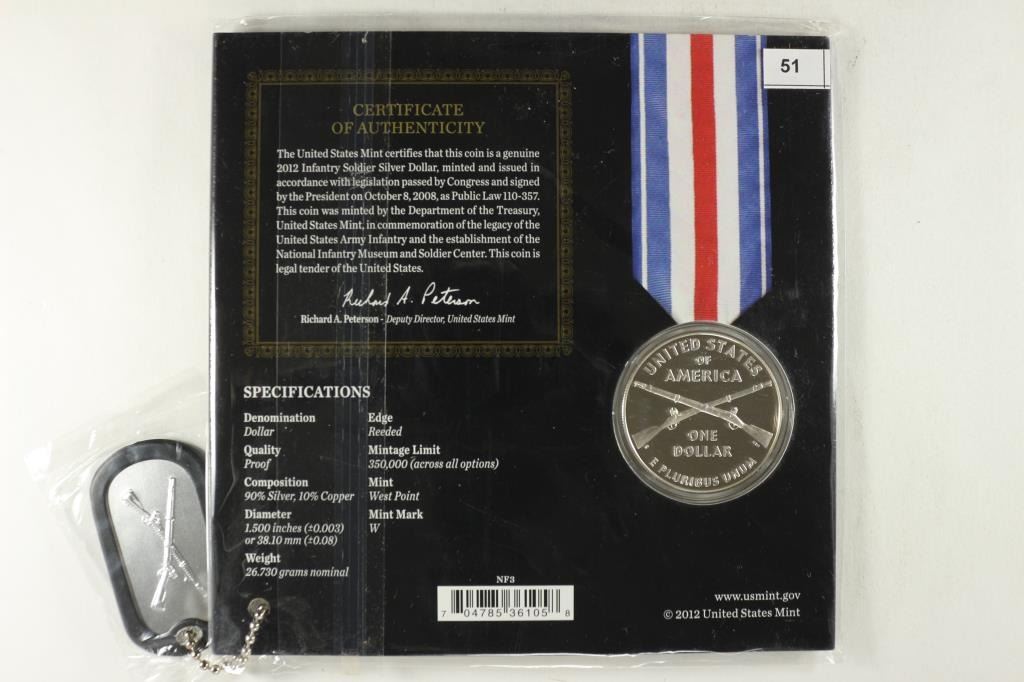 51
CERTIFICATE
OF AUTHENTICITY
The United States Mint certifies that this coin is a genuine
2012 Infantry Soldier Silver Dollar, minted and issued in
accordance with legislation passed by Congress and signed
by the President on October 8, 2008, as Public Law 110-357.
This coin was minted by the Department of the Treasury,
United States Mint, in commemoration of the legacy of the
United States Army Infantry and the establishment of the
National Infantry Museum and Soldier Center. This coin is
legal tender of the United States.
Richard A. Peterson
Richard A. Peterson - Deputy Director, United States Mint
SPECIFICATIONS
Denomination
Dollar
Quality
Proof
Composition
90% Silver, 10% Copper
Diameter
1.500 inches (±0.003)
or 38.10 mm (±0.08)
Weight
26.730 grams nominal
Edge
Reeded
Mintage Limit
350,000 (across all options)
Mint
West Point
Mint Mark
W
UNITED STATES
OF
AMERICA
ONE
DOLLAR
E PLURIBUS UNUM
NF3
7 04785 36105 8
www.usmint.gov
© 2012 United States Mint